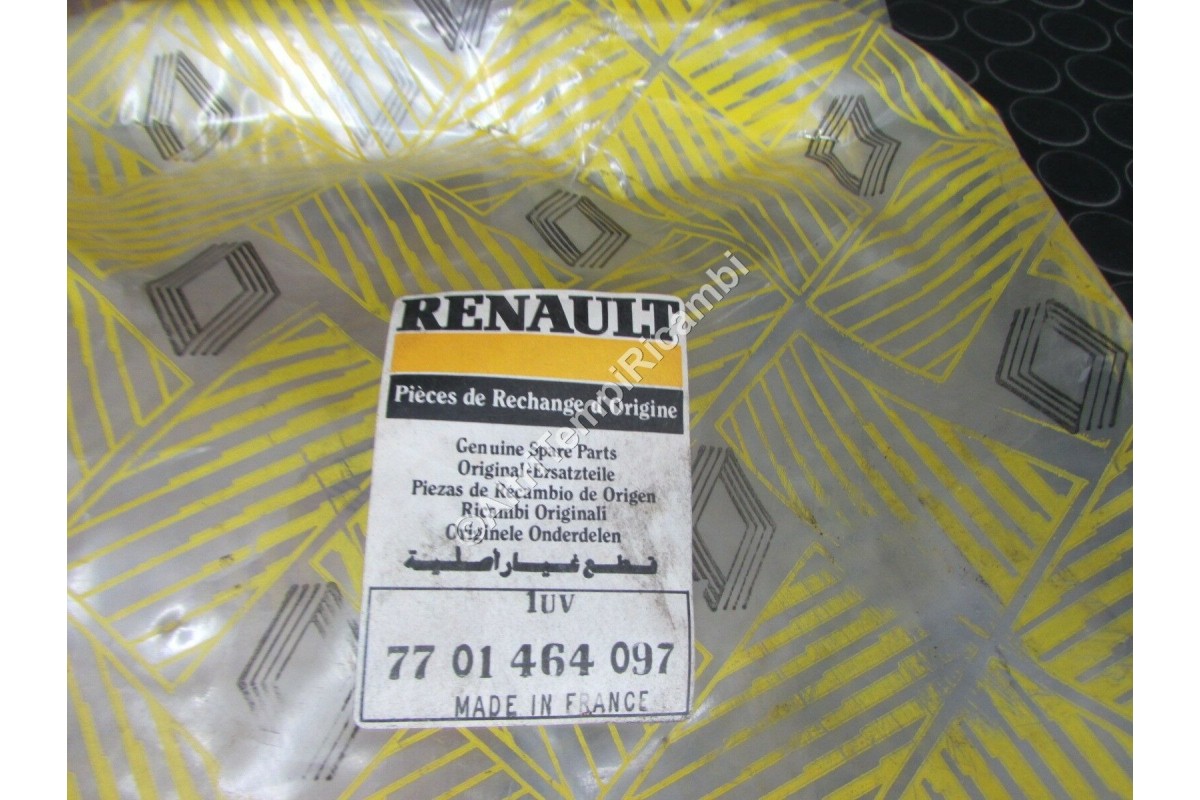 RENAULT
Pièces de Rechange d'Origine
Genuine Spare Parts
Original-Ersatzteile
Piezas de Recambio de Origen
Ricambi Originali
Originele Onderdelen
قطع غيار أصلية
1UV
77 01 464 097
MADE IN FRANCE
©AltriTempiRicambi